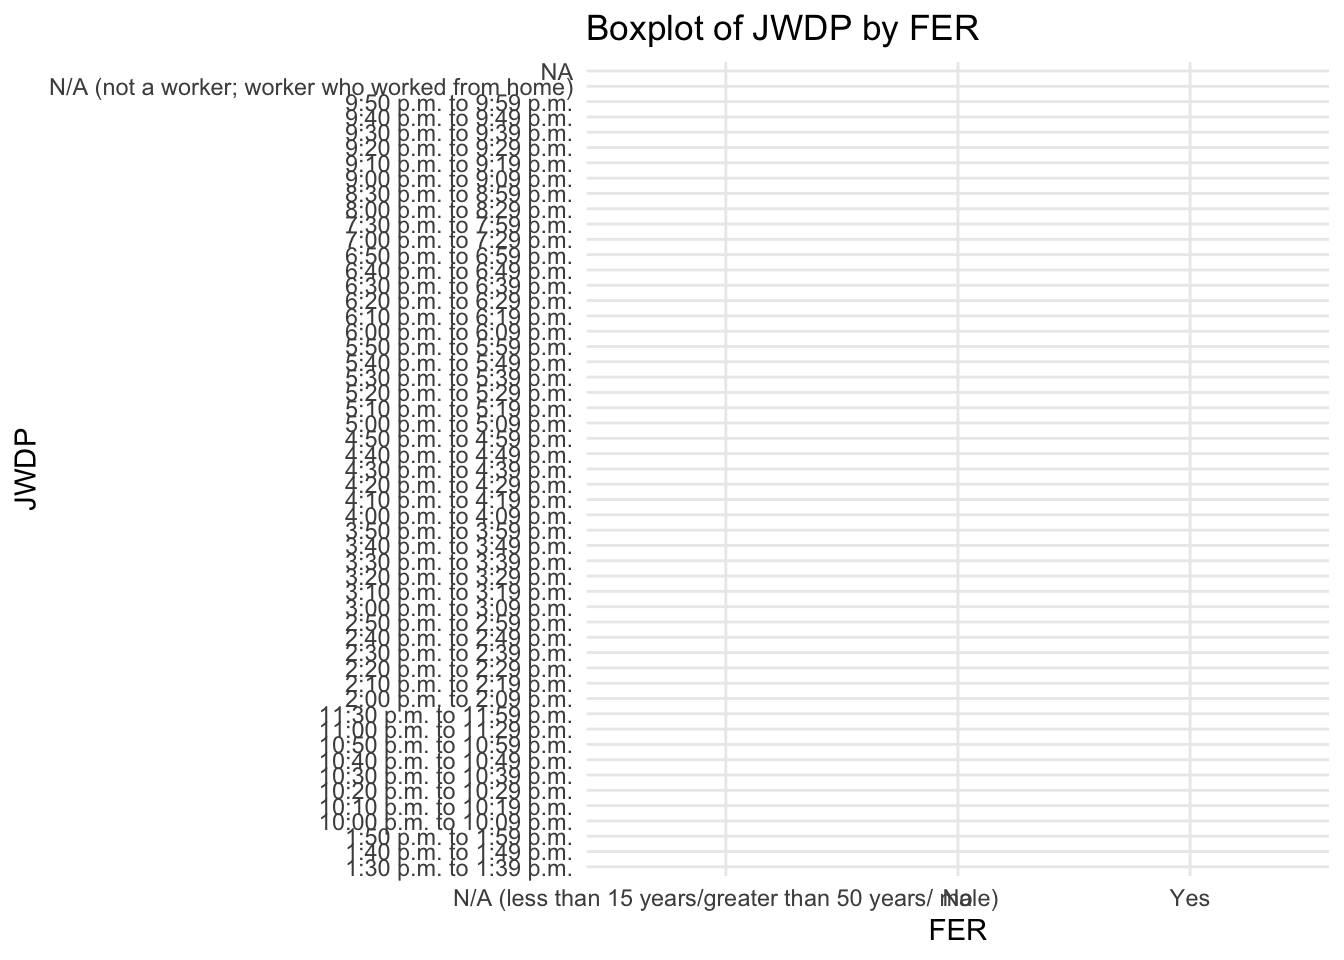 Boxplot of JWDP by FER
NA
N/A (not a worker; worker who worked from home)
9:50 p.m. to 9:59 p.m.
9:40 p.m. to 9:49 p.m.
9:30 p.m. to 9:39 p.m.
9:20 p.m. to 9:29 p.m.
9:10 p.m. to 9:19 p.m.
9:00 p.m. to 9:09 p.m.
8:30 p.m. to 8:59 p.m.
8:00 p.m. to 8:29 p.m.
7:30 p.m. to 7:59 p.m.
7:00 p.m. to 7:29 p.m.
6:50 p.m. to 6:59 p.m.
6:40 p.m. to 6:49 p.m.
6:30 p.m. to 6:39 p.m.
6:20 p.m. to 6:29 p.m.
6:10 p.m. to 6:19 p.m.
6:00 p.m. to 6:09 p.m.
5:50 p.m. to 5:59 p.m.
5:40 p.m. to 5:49 p.m.
5:30 p.m. to 5:39 p.m.
5:20 p.m. to 5:29 p.m.
5:10 p.m. to 5:19 p.m.
5:00 p.m. to 5:09 p.m.
4:50 p.m. to 4:59 p.m.
4:40 p.m. to 4:49 p.m.
4:30 p.m. to 4:39 p.m.
4:20 p.m. to 4:29 p.m.
4:10 p.m. to 4:19 p.m.
4:00 p.m. to 4:09 p.m.
3:50 p.m. to 3:59 p.m.
3:40 p.m. to 3:49 p.m.
3:30 p.m. to 3:39 p.m.
3:20 p.m. to 3:29 p.m.
3:10 p.m. to 3:19 p.m.
3:00 p.m. to 3:09 p.m.
2:50 p.m. to 2:59 p.m.
2:40 p.m. to 2:49 p.m.
2:30 p.m. to 2:39 p.m.
2:20 p.m. to 2:29 p.m.
2:10 p.m. to 2:19 p.m.
2:00 p.m. to 2:09 p.m.
11:30 p.m. to 11:59 p.m.
11:00 p.m. to 11:29 p.m.
10:50 p.m. to 10:59 p.m.
10:40 p.m. to 10:49 p.m.
10:30 p.m. to 10:39 p.m.
10:20 p.m. to 10:29 p.m.
10:10 p.m. to 10:19 p.m.
10:00 p.m. to 10:09 p.m.
1:50 p.m. to 1:59 p.m.
1:40 p.m. to 1:49 p.m.
1:30 p.m. to 1:39 p.m.
JWDP
N/A (less than 15 years/greater than 50 years/ male)
No
Yes
FER